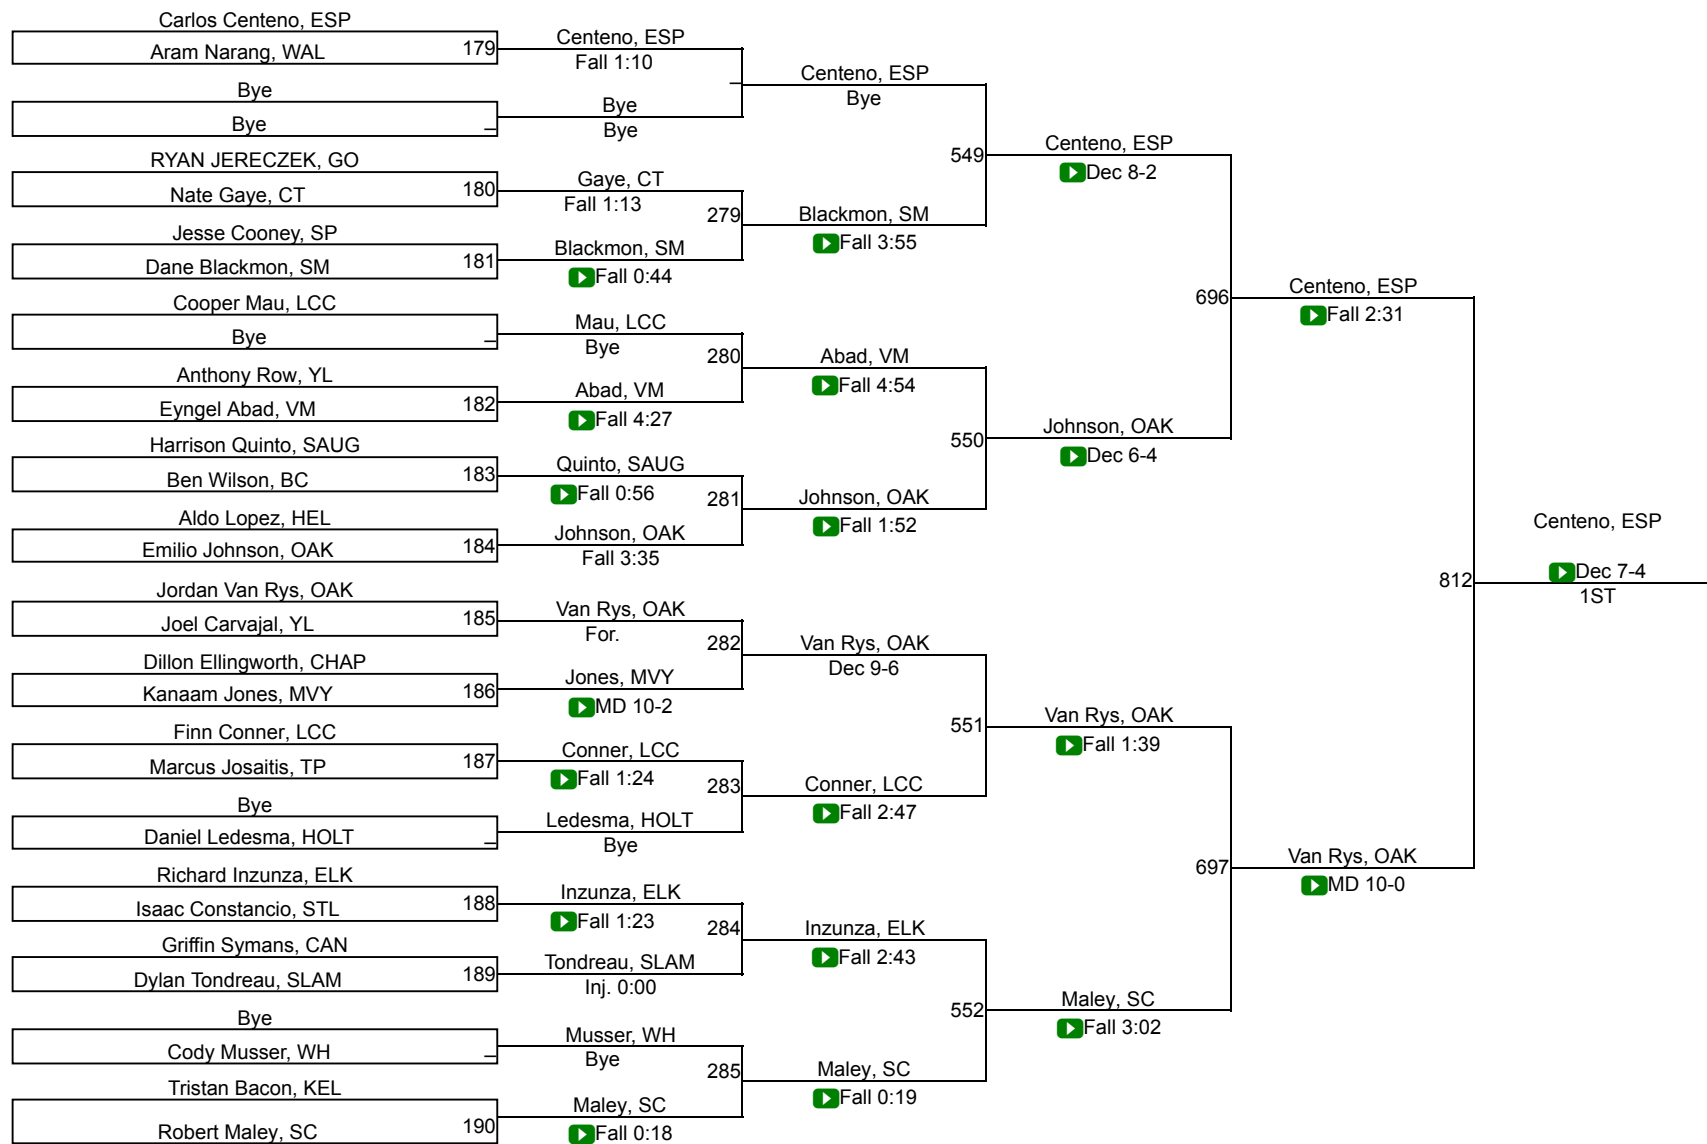 Carlos Centeno, ESP
Aram Narang, WAL
179
Bye
Bye
_
RYAN JERECZEK, GO
Nate Gaye, CT
180
Jesse Cooney, SP
Dane Blackmon, SM
181
Cooper Mau, LCC
Bye
_
Anthony Row, YL
Eyngel Abad, VM
182
Harrison Quinto, SAUG
Ben Wilson, BC
183
Aldo Lopez, HEL
Emilio Johnson, OAK
184
Jordan Van Rys, OAK
Joel Carvajal, YL
185
Dillon Ellingworth, CHAP
Kanaam Jones, MVY
186
Finn Conner, LCC
Marcus Josaitis, TP
187
Bye
Daniel Ledesma, HOLT
_
Richard Inzunza, ELK
Isaac Constancio, STL
188
Griffin Symans, CAN
Dylan Tondreau, SLAM
189
Bye
Cody Musser, WH
_
Tristan Bacon, KEL
Robert Maley, SC
190
Centeno, ESP
Fall 1:10
_
Bye
Bye
Gaye, CT
Fall 1:13
279
Blackmon, SM
Fall 0:44
Mau, LCC
Bye
280
Abad, VM
Fall 4:27
Quinto, SAUG
Fall 0:56
281
Johnson, OAK
Fall 3:35
Van Rys, OAK
For.
282
Jones, MVY
MD 10-2
Conner, LCC
Fall 1:24
283
Ledesma, HOLT
Bye
Inzunza, ELK
Fall 1:23
284
Tondreau, SLAM
Inj. 0:00
Musser, WH
Bye
285
Maley, SC
Fall 0:18
Centeno, ESP
Bye
549
Blackmon, SM
Fall 3:55
Abad, VM
Fall 4:54
550
Johnson, OAK
Fall 1:52
Van Rys, OAK
Dec 9-6
551
Conner, LCC
Fall 2:47
Inzunza, ELK
Fall 2:43
552
Maley, SC
Fall 0:19
Centeno, ESP
Dec 8-2
696
Johnson, OAK
Dec 6-4
Van Rys, OAK
Fall 1:39
697
Maley, SC
Fall 3:02
Centeno, ESP
Fall 2:31
812
Van Rys, OAK
MD 10-0
Centeno, ESP
Dec 7-4
1ST